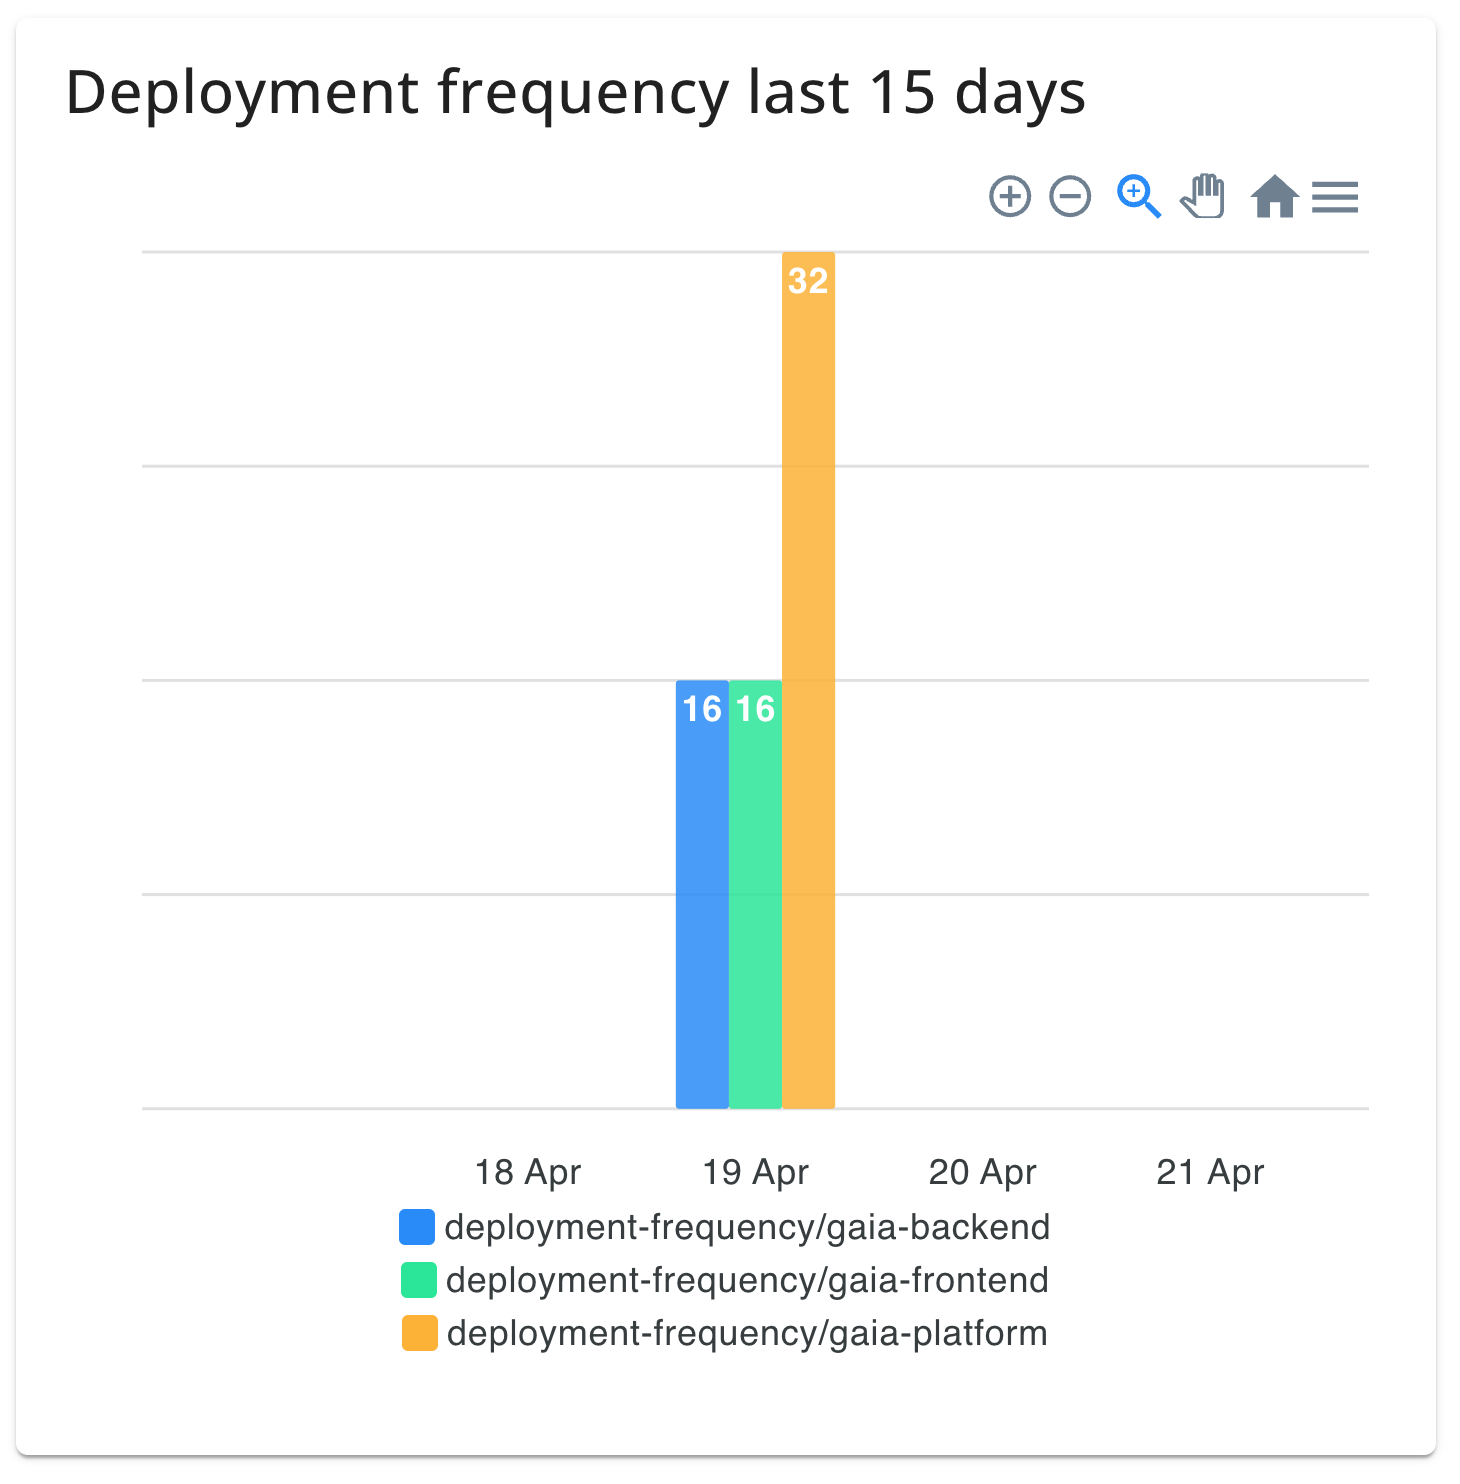 Deployment frequency last 15 days
32
16 16
18 Apr 19 Apr 20 Apr 21 Apr
deployment-frequency/gaia-backend
deployment-frequency/gaia-frontend
deployment-frequency/gaia-platform